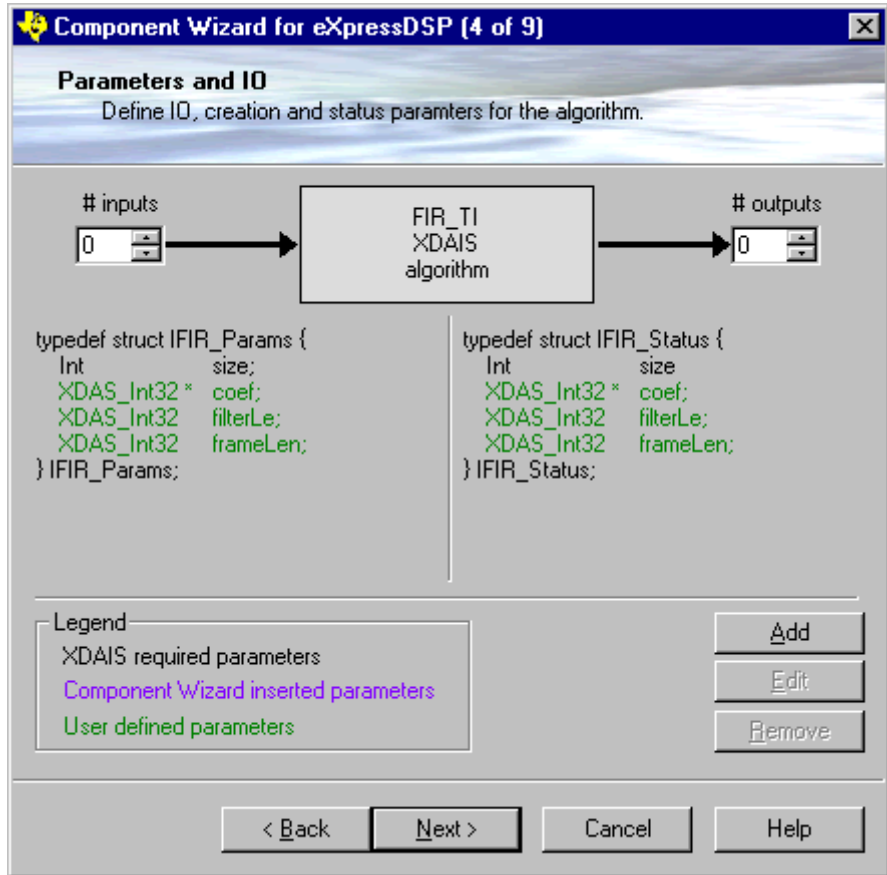 Component Wizard for eXpressDSP (4 of 9)
Parameters and IO
Define IO, creation and status paramters for the algorithm.
# inputs
0
FIR_TI
XDAIS
algorithm
# outputs
0
typedef struct IFIR_Params {
Int size;
XDAS_Int32 * coef;
XDAS_Int32 filterLe;
XDAS_Int32 frameLen;
} IFIR_Params;
typedef struct IFIR_Status {
Int size
XDAS_Int32 * coef;
XDAS_Int32 filterLe;
XDAS_Int32 frameLen;
} IFIR_Status;
Legend
XDAIS required parameters
Component Wizard inserted parameters
User defined parameters
Add
Edit
Remove
< Back
Next >
Cancel
Help